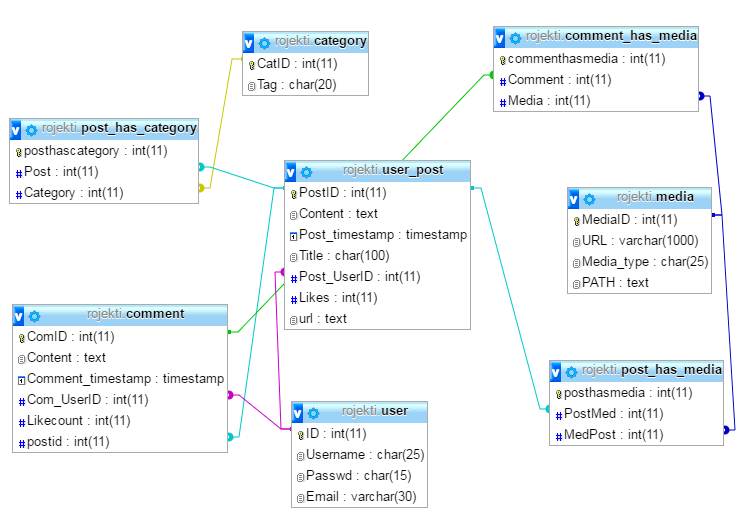 rojekti.category
CatID : int(11)
Tag : char(20)
rojekti.comment_has_media
commenthasmedia : int(11)
Comment : int(11)
Media : int(11)
rojekti.post_has_category
posthascategory : int(11)
Post : int(11)
Category : int(11)
rojekti.user_post
PostID : int(11)
Content : text
Post_timestamp : timestamp
Title : char(100)
Post_UserID : int(11)
Likes : int(11)
url : text
rojekti.media
MediaID : int(11)
URL : varchar(1000)
Media_type : char(25)
PATH : text
rojekti.comment
ComID : int(11)
Content : text
Comment_timestamp : timestamp
Com_UserID : int(11)
Likecount : int(11)
postid : int(11)
rojekti.user
ID : int(11)
Username : char(25)
Passwd : char(15)
Email : varchar(30)
rojekti.post_has_media
posthasmedia : int(11)
PostMed : int(11)
MedPost : int(11)